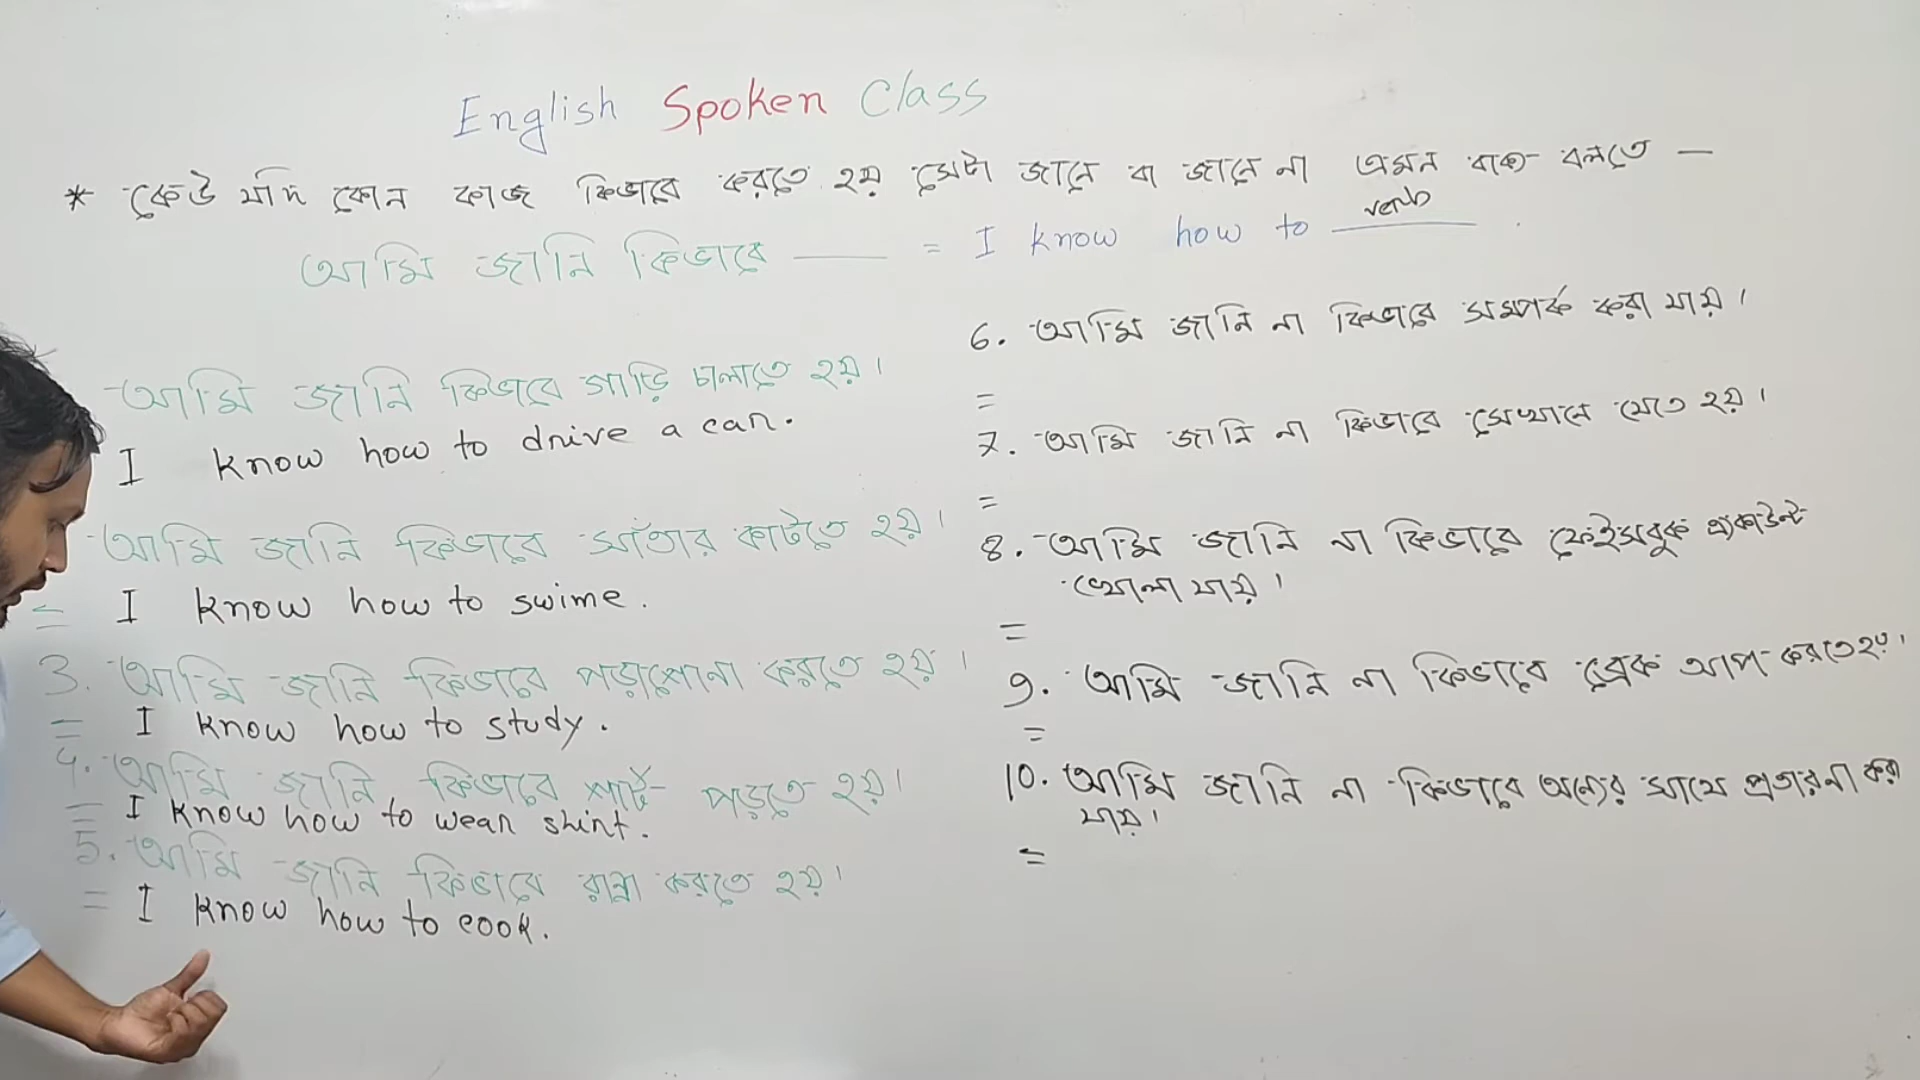 English Spoken Class
* কেউ যদি কোন কাজ কিভাবে করতে হয় সেটা জানে বা জানে না এমন বাক্য বলতে —
আমি জানি কিভাবে —— = I know how to verb ——.
আমি জানি কিভাবে গাড়ি চালাতে হয়।
I know how to drive a car.
আমি জানি কিভাবে সাঁতার কাটতে হয়।
= I know how to swime.
3. আমি জানি কিভাবে পড়াশোনা করতে হয়।
= I know how to study.
4. আমি জানি কিভাবে শার্ট পড়তে হয়।
= I know how to wear shirt.
5. আমি জানি কিভাবে রান্না করতে হয়।
= I know how to cook.
6. আমি জানি না কিভাবে সম্পর্ক করা যায়।
=
7. আমি জানি না কিভাবে সেখানে যেতে হয়।
=
8. আমি জানি না কিভাবে ফেইসবুক একাউন্ট
খোলা যায়।
=
9. আমি জানি না কিভাবে ব্রেক আপ করতে হয়।
=
10. আমি জানি না কিভাবে অন্যের সাথে প্রতারনা করা
যায়।
=